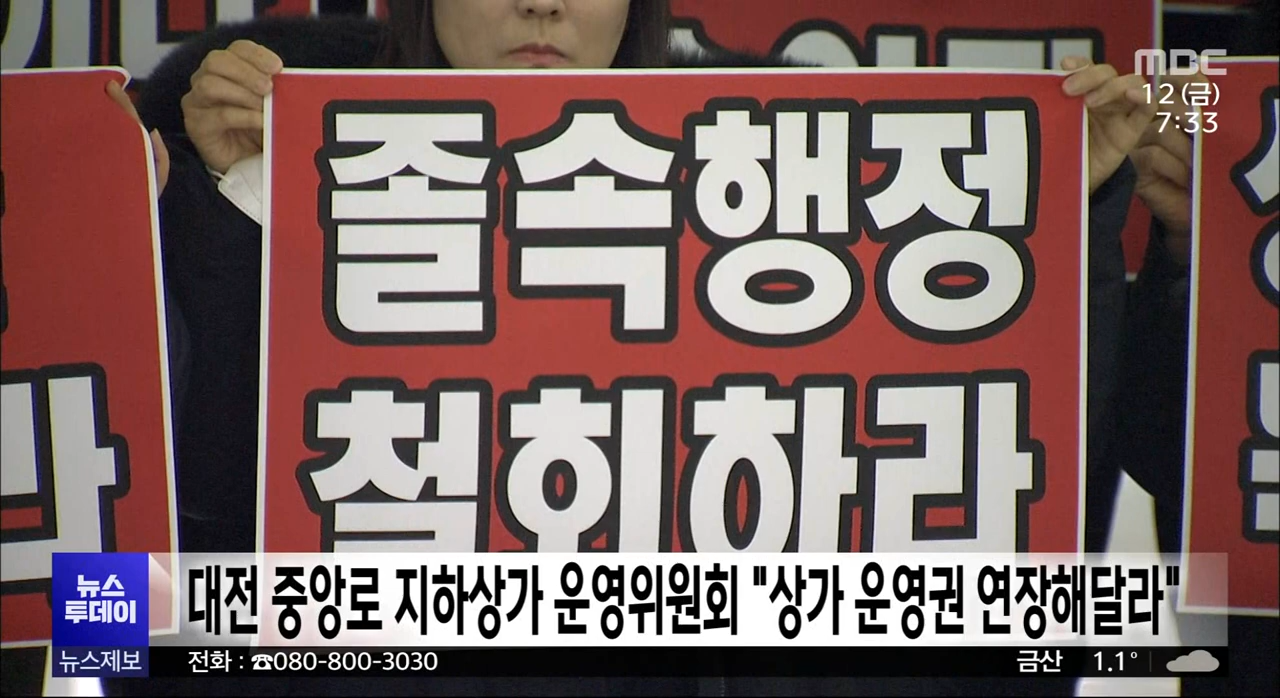 MBC
12(금)
7:33
졸속행정
철회하라
라
뉴스
투데이
대전 중앙로 지하상가 운영위원회 "상가 운영권 연장해달라"
뉴스제보
전화 : ☎080-800-3030
금산 1.1°